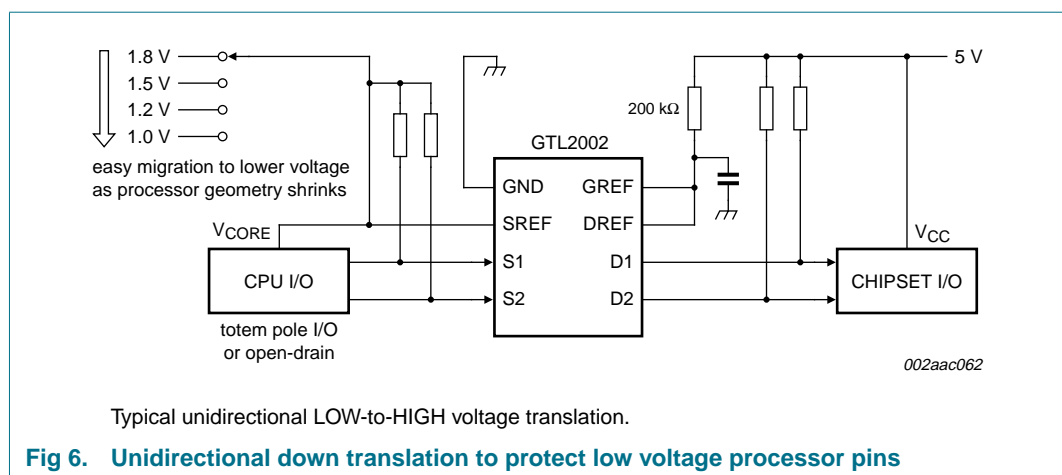 1.8 V
1.5 V
1.2 V
1.0 V
easy migration to lower voltage
as processor geometry shrinks
5 V
200 kΩ
GTL2002
GND
GREF
SREF
DREF
S1
D1
S2
D2
VCORE
CPU I/O
totem pole I/O
or open-drain
VCC
CHIPSET I/O
002aac062
Typical unidirectional LOW-to-HIGH voltage translation.
Fig 6. Unidirectional down translation to protect low voltage processor pins